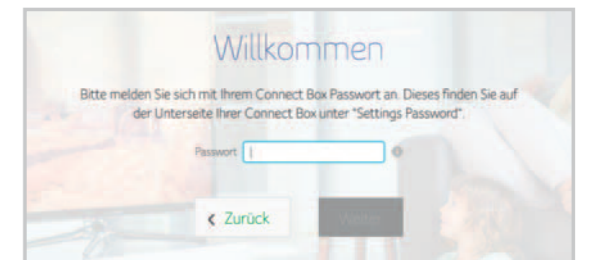 Willkommen
Bitte melden Sie sich mit Ihrem Connect Box Passwort an. Dieses finden Sie auf
der Unterseite Ihrer Connect Box unter "Settings Password".
Passwort
< Zurück
Weiter